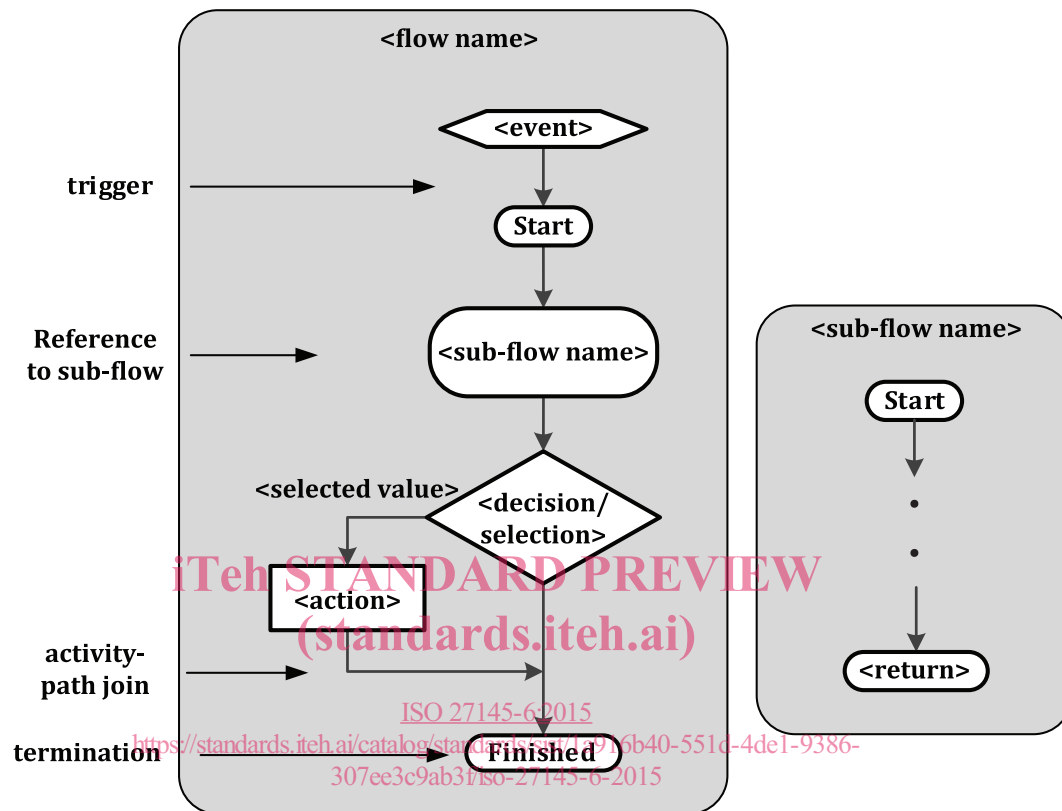 <flow name>
<event>
trigger
Start
Reference
to sub-flow
<sub-flow name>
<selected value>
<decision/
selection>
<action>
activity-
path join
termination
Finished
<sub-flow name>
Start
<return>
iTeh STANDARD PREVIEW
(standards.iteh.ai)
ISO 27145-6:2015
https://standards.iteh.ai/catalog/standards/sist/1a916b40-551d-4de1-9386-
307ee3c9ab3f/iso-27145-6-2015